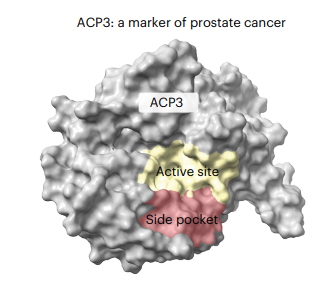 ACP3: a marker of prostate cancer
ACP3
Active site
Side pocket